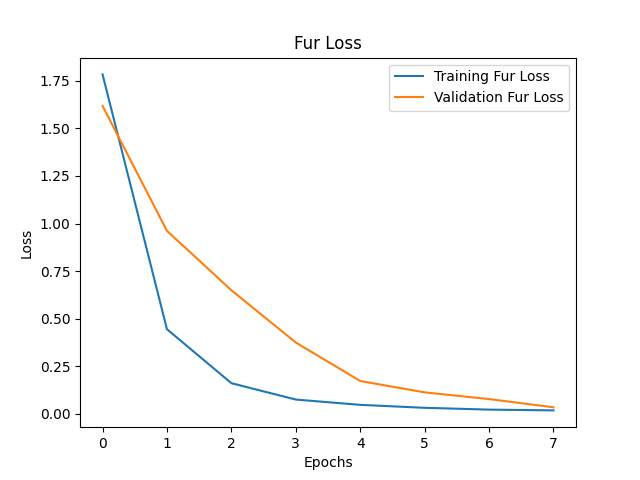 Fur Loss
Training Fur Loss
Validation Fur Loss
1.75
1.50
1.25
1.00
0.75
0.50
0.25
0.00
Loss
0 1 2 3 4 5 6 7
Epochs